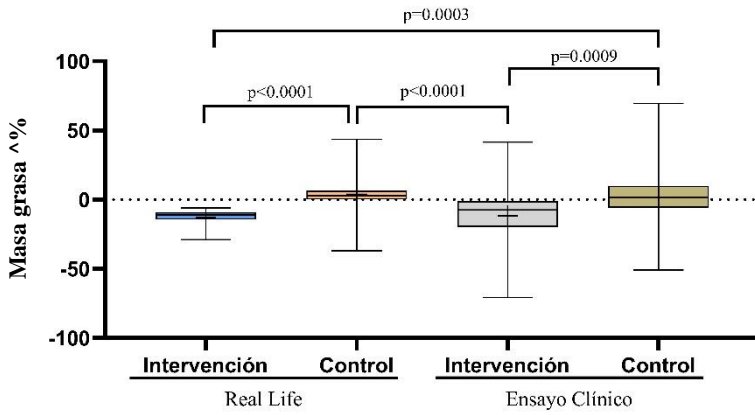 p=0.0003
p=0.0009
p<0.0001
p<0.0001
Masa grasa ^%
100
50
0
-50
-100
Intervención
Control
Intervención
Control
Real Life
Ensayo Clínico